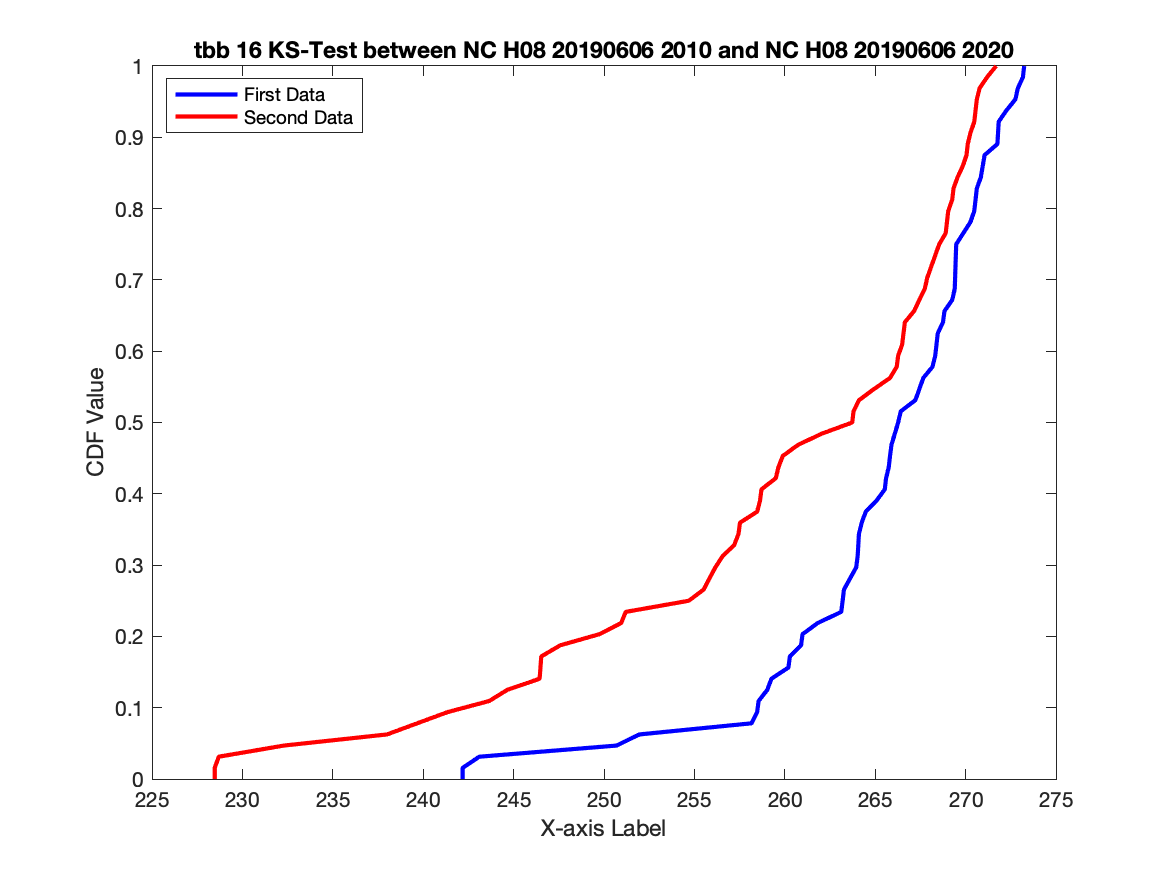 tbb 16 KS-Test between NC H08 20190606 2010 and NC H08 20190606 2020
First Data
Second Data
1
0.9
0.8
0.7
0.6
0.5
0.4
0.3
0.2
0.1
0
CDF Value
225 230 235 240 245 250 255 260 265 270 275
X-axis Label